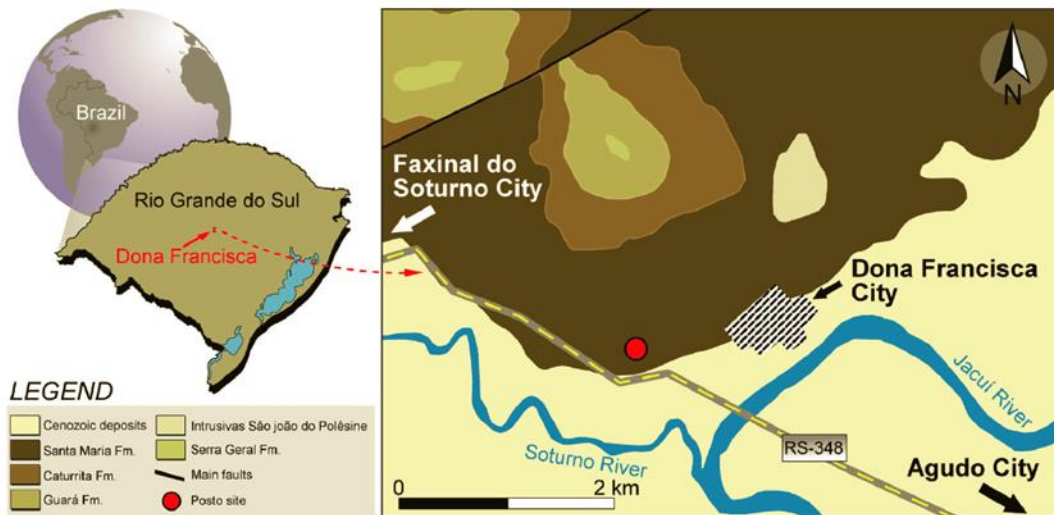 Brazil
Rio Grande do Sul
Dona Francisca
LEGEND
Cenozoic deposits
Santa Maria Fm.
Caturrita Fm.
Guará Fm.
Intrusivas São joão do Polêsine
Serra Geral Fm.
Main faults
Posto site
N
Faxinal do
Soturno City
Dona Francisca
City
Jacuí River
Soturno River
RS-348
Agudo City
0 2 km